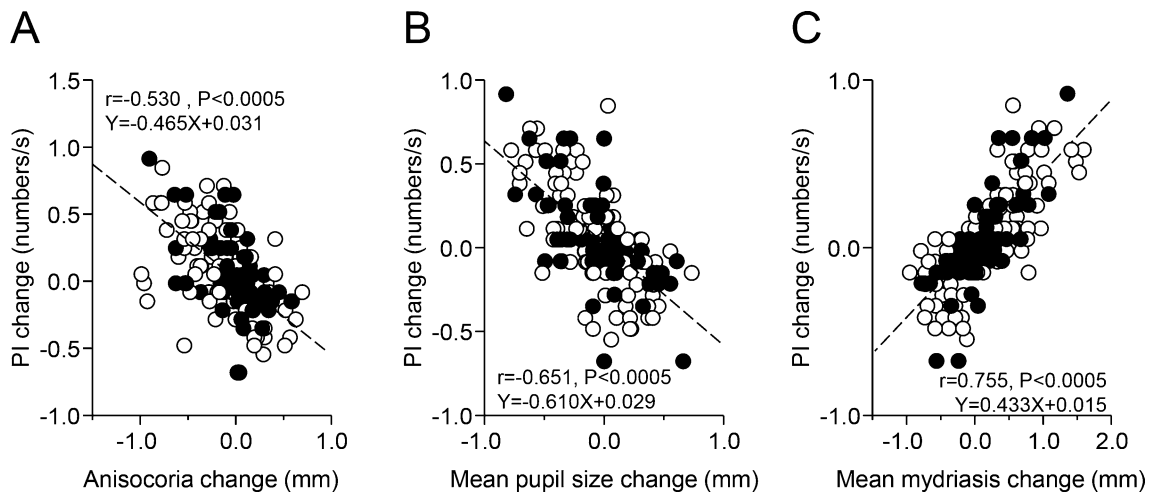 A
PI change (numbers/s)
1.5
1.0
0.5
0.0
-0.5
-1.0
r=-0.530 , P<0.0005
Y=-0.465X+0.031
-1.0 0.0 1.0
Anisocoria change (mm)
B
PI change (numbers/s)
1.0
0.5
0.0
-0.5
-1.0
r=-0.651, P<0.0005
Y=-0.610X+0.029
-1.0 0.0 1.0
Mean pupil size change (mm)
C
PI change (numbers/s)
1.0
0.0
-1.0
r=0.755, P<0.0005
Y=0.433X+0.015
-1.0 0.0 1.0 2.0
Mean mydriasis change (mm)